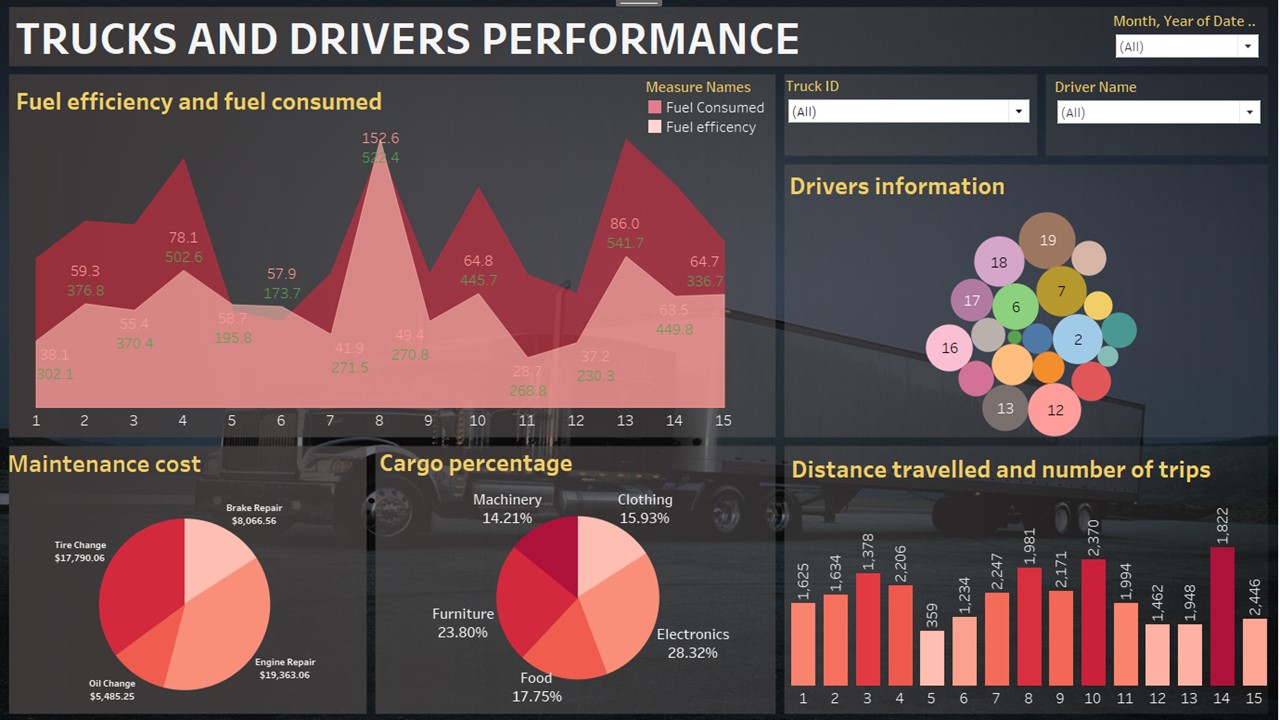 TRUCKS AND DRIVERS PERFORMANCE
Month, Year of Date ..
(All)
Fuel efficiency and fuel consumed
Measure Names
Fuel Consumed
Fuel efficency
Truck ID
(All)
Driver Name
(All)
152.6
522.4
59.3
376.8
78.1
502.6
57.9
173.7
64.8
445.7
86.0
541.7
64.7
336.7
38.1
302.1
55.4
370.4
58.7
195.8
41.9
271.5
49.4
270.8
28.7
268.8
37.2
230.3
63.5
449.8
1 2 3 4 5 6 7 8 9 10 11 12 13 14 15
Drivers information
19
18
7
17
6
2
16
13
12
Maintenance cost
Brake Repair
$8,066.56
Tire Change
$17,790.06
Engine Repair
$19,363.06
Oil Change
$5,485.25
Cargo percentage
Machinery
14.21%
Clothing
15.93%
Furniture
23.80%
Electronics
28.32%
Food
17.75%
Distance travelled and number of trips
1,625 1,634 1,378 2,206 359 1,234 2,247 1,981 2,171 2,370 1,994 1,462 1,948 1,822 2,446
1 2 3 4 5 6 7 8 9 10 11 12 13 14 15